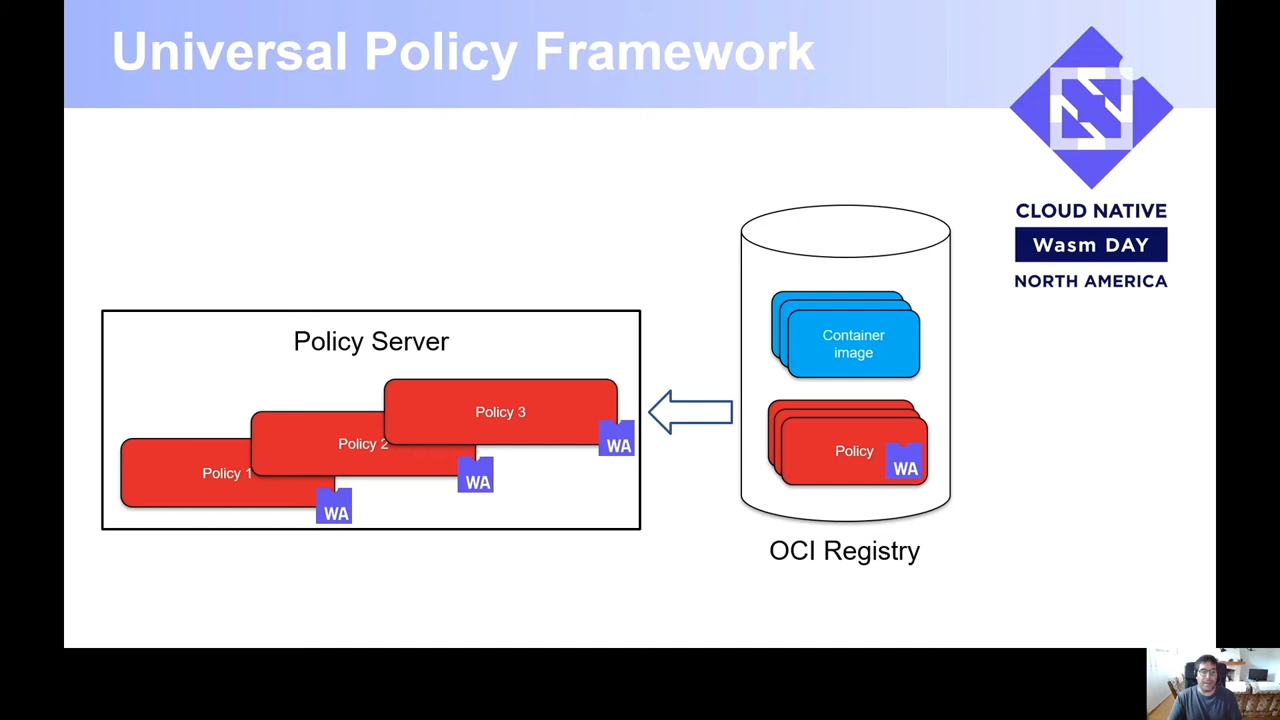 Universal Policy Framework
CLOUD NATIVE
Wasm DAY
NORTH AMERICA
Policy Server
Policy 3
Policy 2
Policy 1
WA
WA
WA
Container
image
Policy
WA
OCI Registry